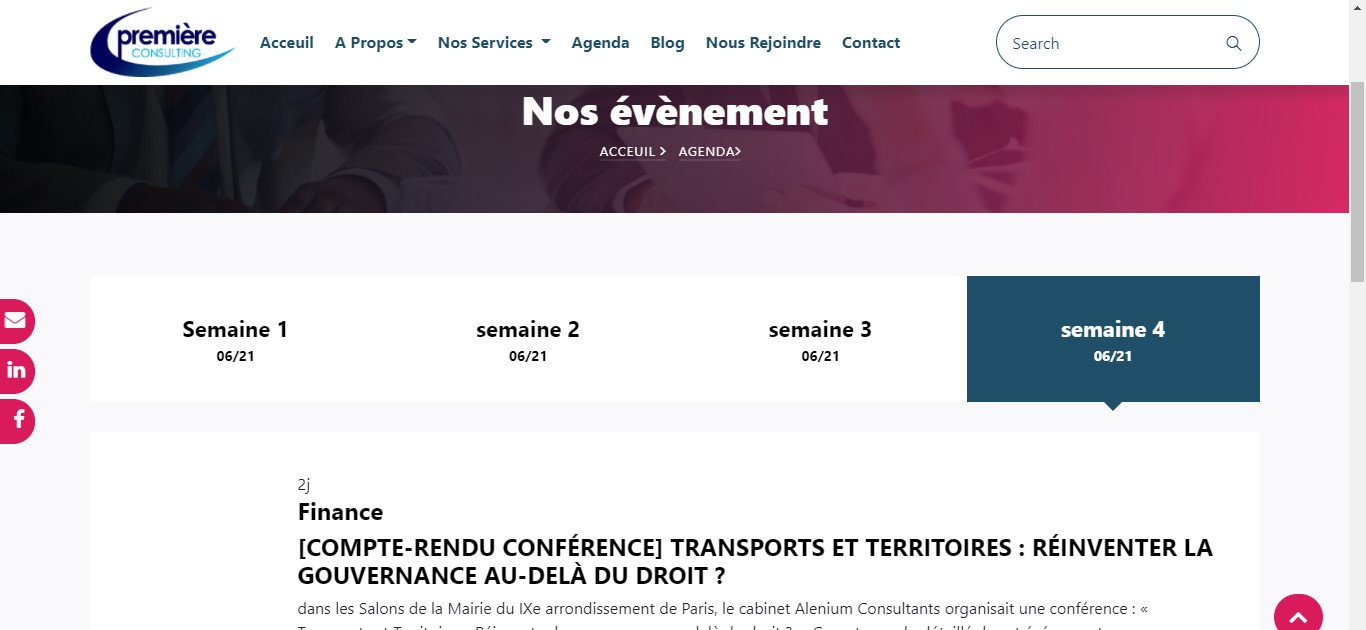 première
CONSULTING
Acceuil A Propos Nos Services Agenda Blog Nous Rejoindre Contact
Search
Nos évènement
ACCEUIL AGENDA
Semaine 1
06/21
semaine 2
06/21
semaine 3
06/21
semaine 4
06/21
in
f
2j
Finance
[COMPTE-RENDU CONFÉRENCE] TRANSPORTS ET TERRITOIRES : RÉINVENTER LA
GOUVERNANCE AU-DELÀ DU DROIT ?
dans les Salons de la Mairie du IXe arrondissement de Paris, le cabinet Alenium Consultants organisait une conférence : «